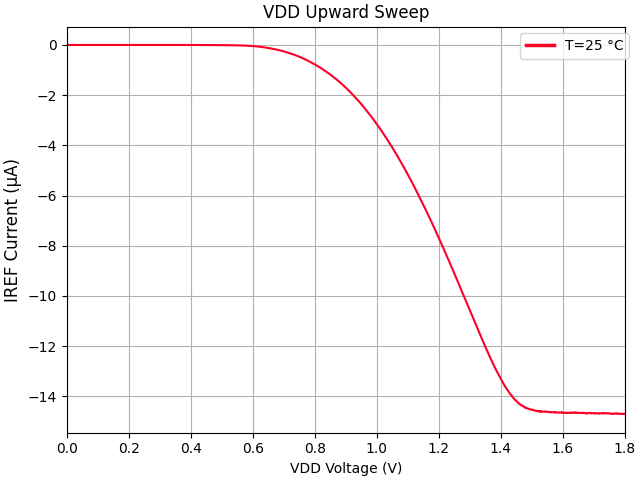 VDD Upward Sweep
T=25 °C
IREF Current (μA)
0
−2
−4
−6
−8
−10
−12
−14
0.0 0.2 0.4 0.6 0.8 1.0 1.2 1.4 1.6 1.8
VDD Voltage (V)